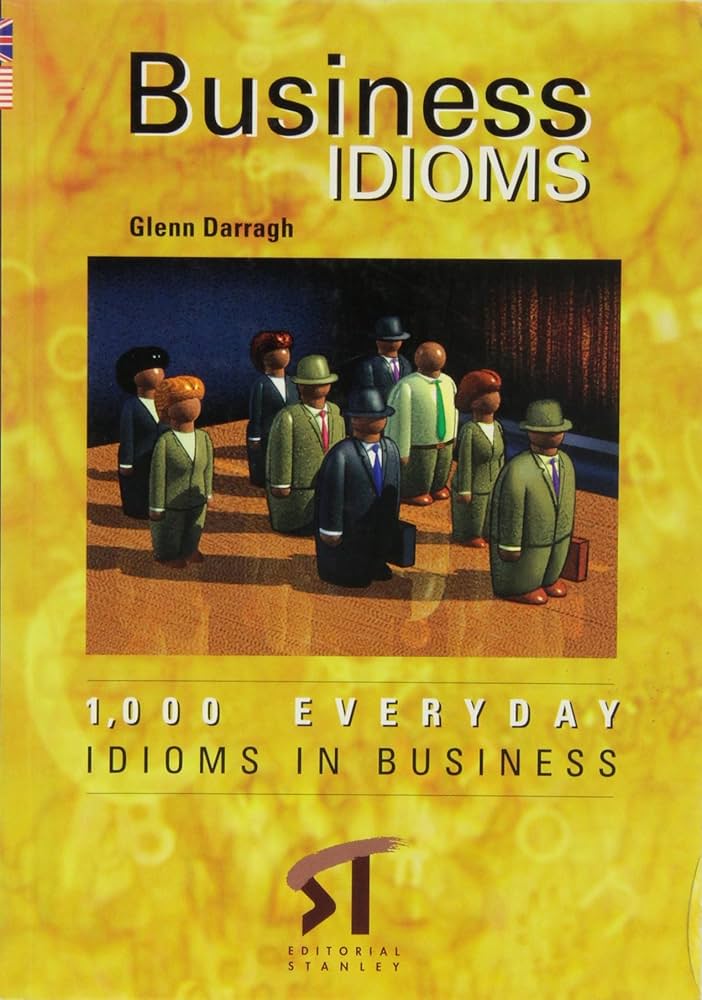 Business
IDIOMS
Glenn Darragh
1,000 EVERYDAY
IDIOMS IN BUSINESS
ST
EDITORIAL
STANLEY